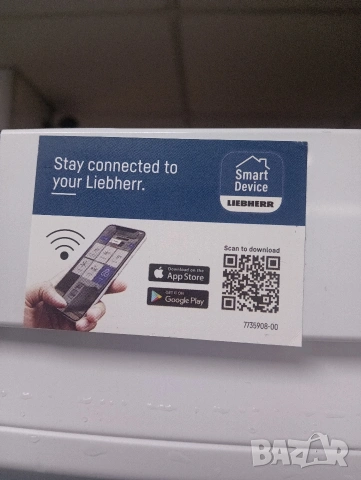 Stay connected to
your Liebherr.
Smart
Device
LIEBHERR
Scan to download
Download on the
App Store
GET IT ON
Google Play
7735908-00
BAZAR